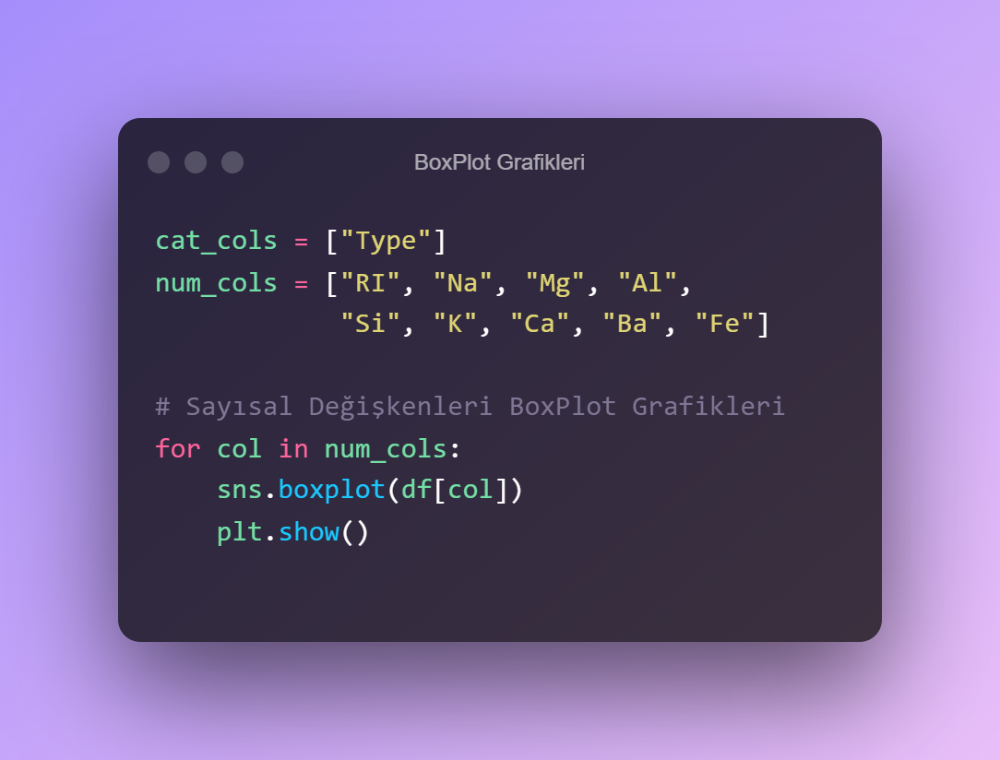 BoxPlot Grafikleri
cat_cols = ["Type"]
num_cols = ["RI", "Na", "Mg", "Al",
            "Si", "K", "Ca", "Ba", "Fe"]
# Sayısal Değişkenleri BoxPlot Grafikleri
for col in num_cols:
    sns.boxplot(df[col])
    plt.show()